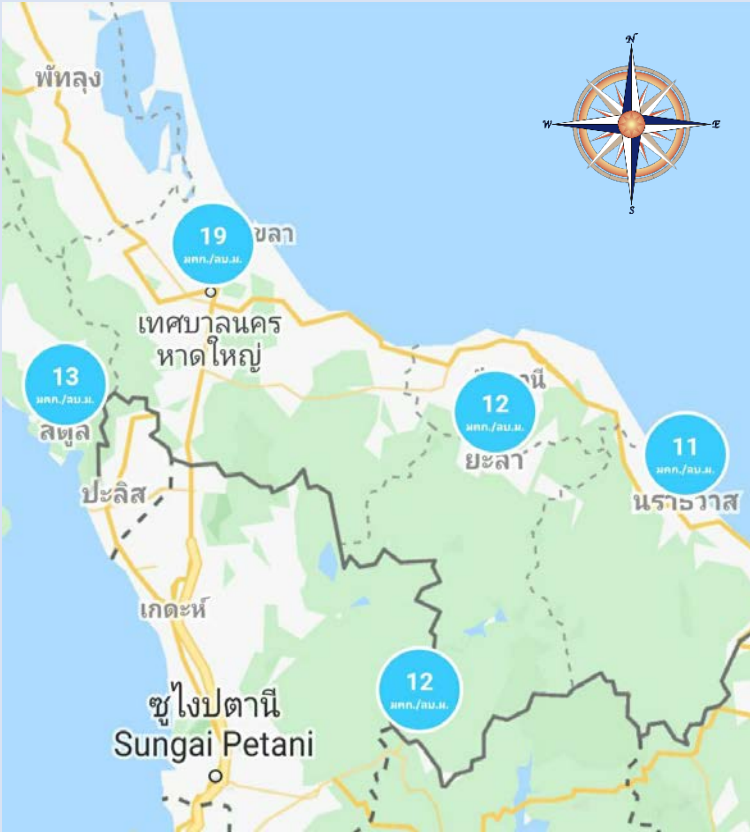 N
W
E
S
พัทลุง
19
มคก./ลบ.ม.
ขลา
เทศบาลนคร
หาดใหญ่
13
มคก./ลบ.ม.
สตูล
นี
12
มคก./ลบ.ม.
ยะลา
11
มคก./ลบ.ม.
นราธิวาส
ปะลิส
เกดะห์
12
มคก./ลบ.ม.
ซูไงปตานี
Sungai Petani